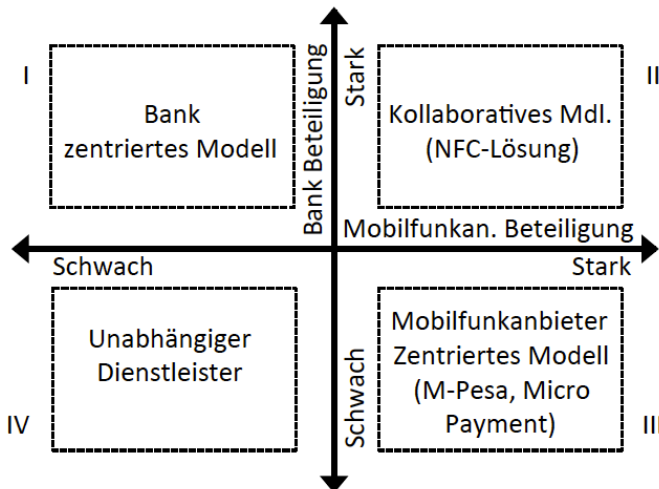 I
Bank
zentriertes Modell
Bank Beteiligung
Stark
Kollaboratives Mdl.
(NFC-Lösung)
II
Mobilfunkan. Beteiligung
Schwach
Stark
Unabhängiger
Dienstleister
IV
Schwach
Mobilfunkanbieter
Zentriertes Modell
(M-Pesa, Micro
Payment)
III